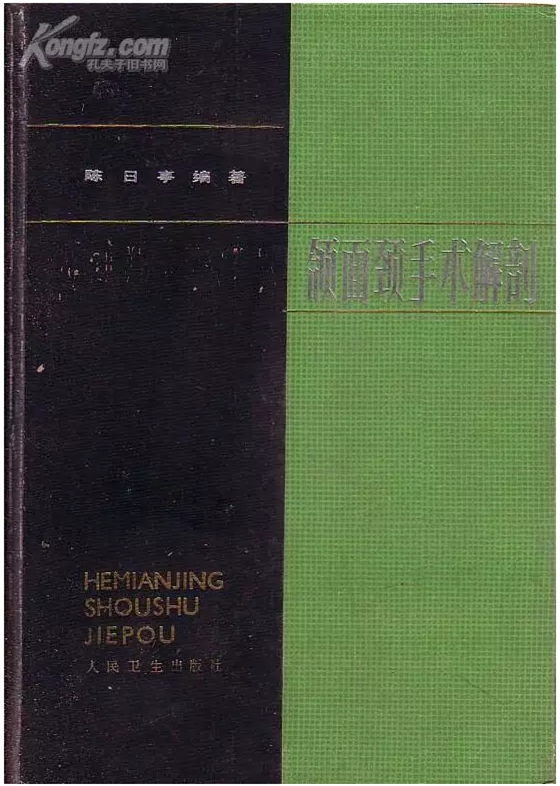 Kongfz.com
孔夫子旧书网
陈日亭编著
颌面颈手术解剖
HEMIANJING
SHOUSHU
JIEPOU
人民卫生出版社